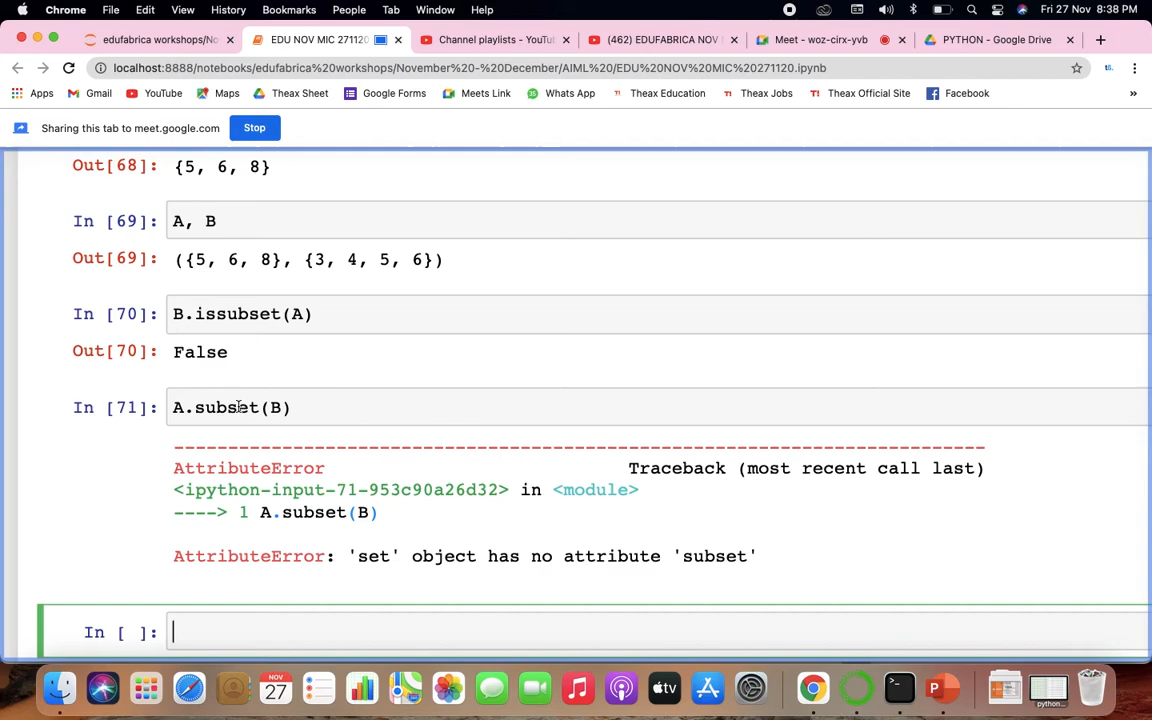 Chrome File Edit View History Bookmarks People Tab Window Help Fri 27 Nov 8:38 PM
edufabrica workshops/No EDU NOV MIC 271120 Channel playlists - YouTu (462) EDUFABRICA NOV Meet - woz-cirx-yvb PYTHON - Google Drive
localhost:8888/notebooks/edufabrica%20workshops/November%20-%20December/AIML%20/EDU%20NOV%20MIC%20271120.ipynb
Apps Gmail YouTube Maps Theax Sheet Google Forms Meets Link Whats App Theax Education Theax Jobs Theax Official Site Facebook »
Sharing this tab to meet.google.com Stop
Out[68]: {5, 6, 8}
In [69]: A, B
Out[69]: ({5, 6, 8}, {3, 4, 5, 6})
In [70]: B.issubset(A)
Out[70]: False
In [71]: A.subset(B)
---------------------------------------------------------------------------
AttributeError Traceback (most recent call last)
<ipython-input-71-953c90a26d32> in <module>
----> 1 A.subset(B)
AttributeError: 'set' object has no attribute 'subset'
In [ ]:
NOV
27
tv
python...